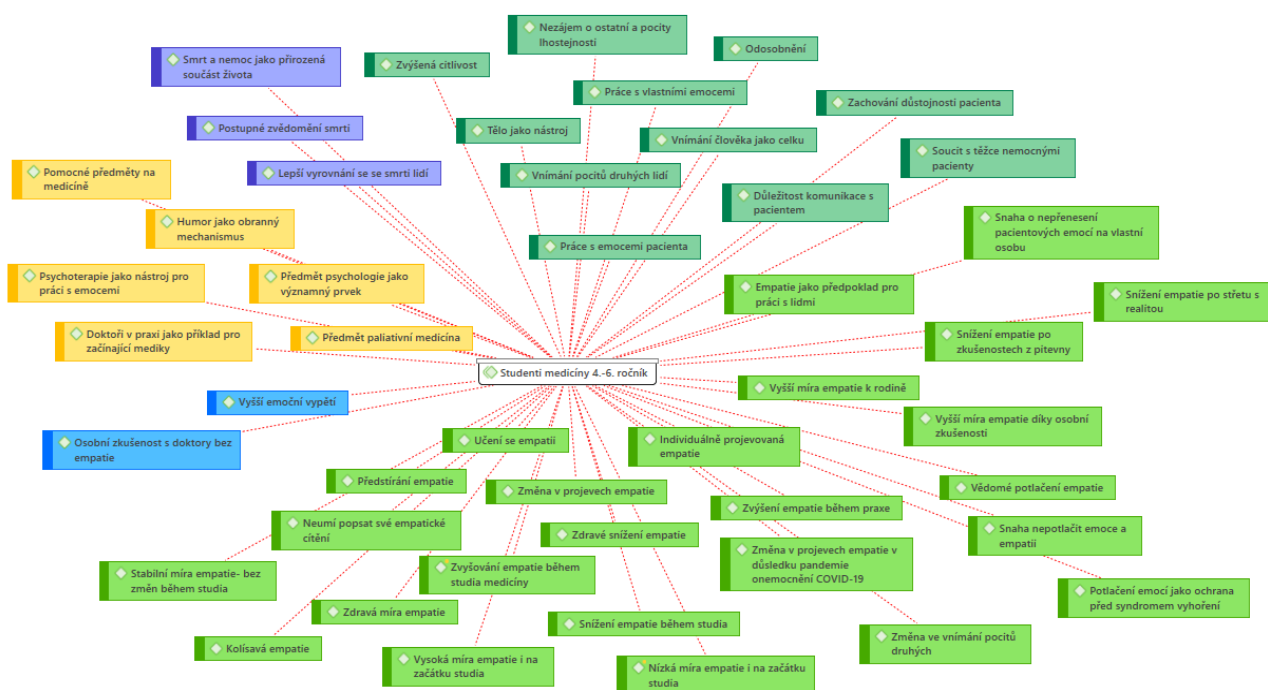 Nezájem o ostatní a pocity
lhostejnosti
Odosobnění
Smrt a nemoc jako přirozená
součást života
Zvýšená citlivost
Práce s vlastními emocemi
Zachování důstojnosti pacienta
Postupné zvědomění smrti
Tělo jako nástroj
Vnímání člověka jako celku
Soucit s těžce nemocnými
pacienty
Pomocné předměty na
medicíně
Lepší vyrovnání se se smrti lidí
Vnímání pocitů druhých lidí
Důležitost komunikace s
pacientem
Humor jako obranný
mechanismus
Snaha o nepřenesení
pacientových emocí na vlastní
osobu
Práce s emocemi pacienta
Psychoterapie jako nástroj pro
práci s emocemi
Předmět psychologie jako
významný prvek
Empatie jako předpoklad pro
práci s lidmi
Snížení empatie po střetu s
realitou
Doktoři v praxi jako příklad pro
začínající mediky
Předmět paliativní medicína
Snížení empatie po
zkušenostech z pitevny
Studenti medicíny 4.-6. ročník
Vyšší míra empatie k rodině
Vyšší emoční vypětí
Vyšší míra empatie díky osobní
zkušenosti
Osobní zkušenost s doktory bez
empatie
Učení se empatii
Individuálně projevovaná
empatie
Předstírání empatie
Změna v projevech empatie
Vědomé potlačení empatie
Neumí popsat své empatické
cítění
Zvýšení empatie během praxe
Zdravé snížení empatie
Snaha nepotlačit emoce a
empatii
Stabilní míra empatie- bez
změn během studia
Zvyšování empatie během
studia medicíny
Změna v projevech empatie v
důsledku pandemie
onemocnění COVID-19
Potlačení emocí jako ochrana
před syndromem vyhoření
Zdravá míra empatie
Snížení empatie během studia
Kolísavá empatie
Vysoká míra empatie i na
začátku studia
Nízká míra empatie i na začátku
studia
Změna ve vnímání pocitů
druhých